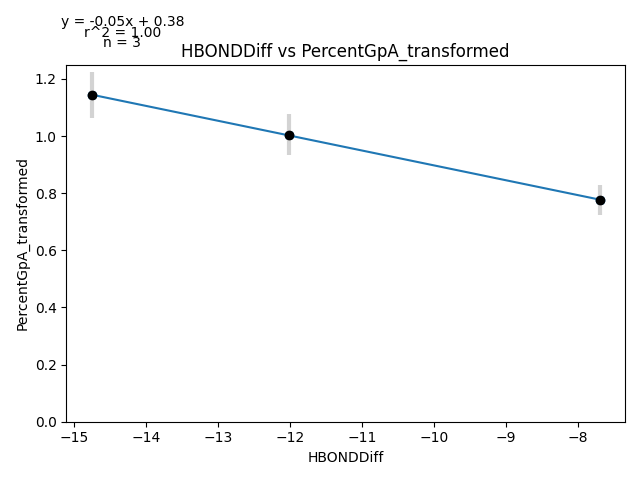 y = -0.05x + 0.38
r^2 = 1.00
n = 3
HBONDDiff vs PercentGpA_transformed
PercentGpA_transformed
1.2
1.0
0.8
0.6
0.4
0.2
0.0
−15 −14 −13 −12 −11 −10 −9 −8
HBONDDiff